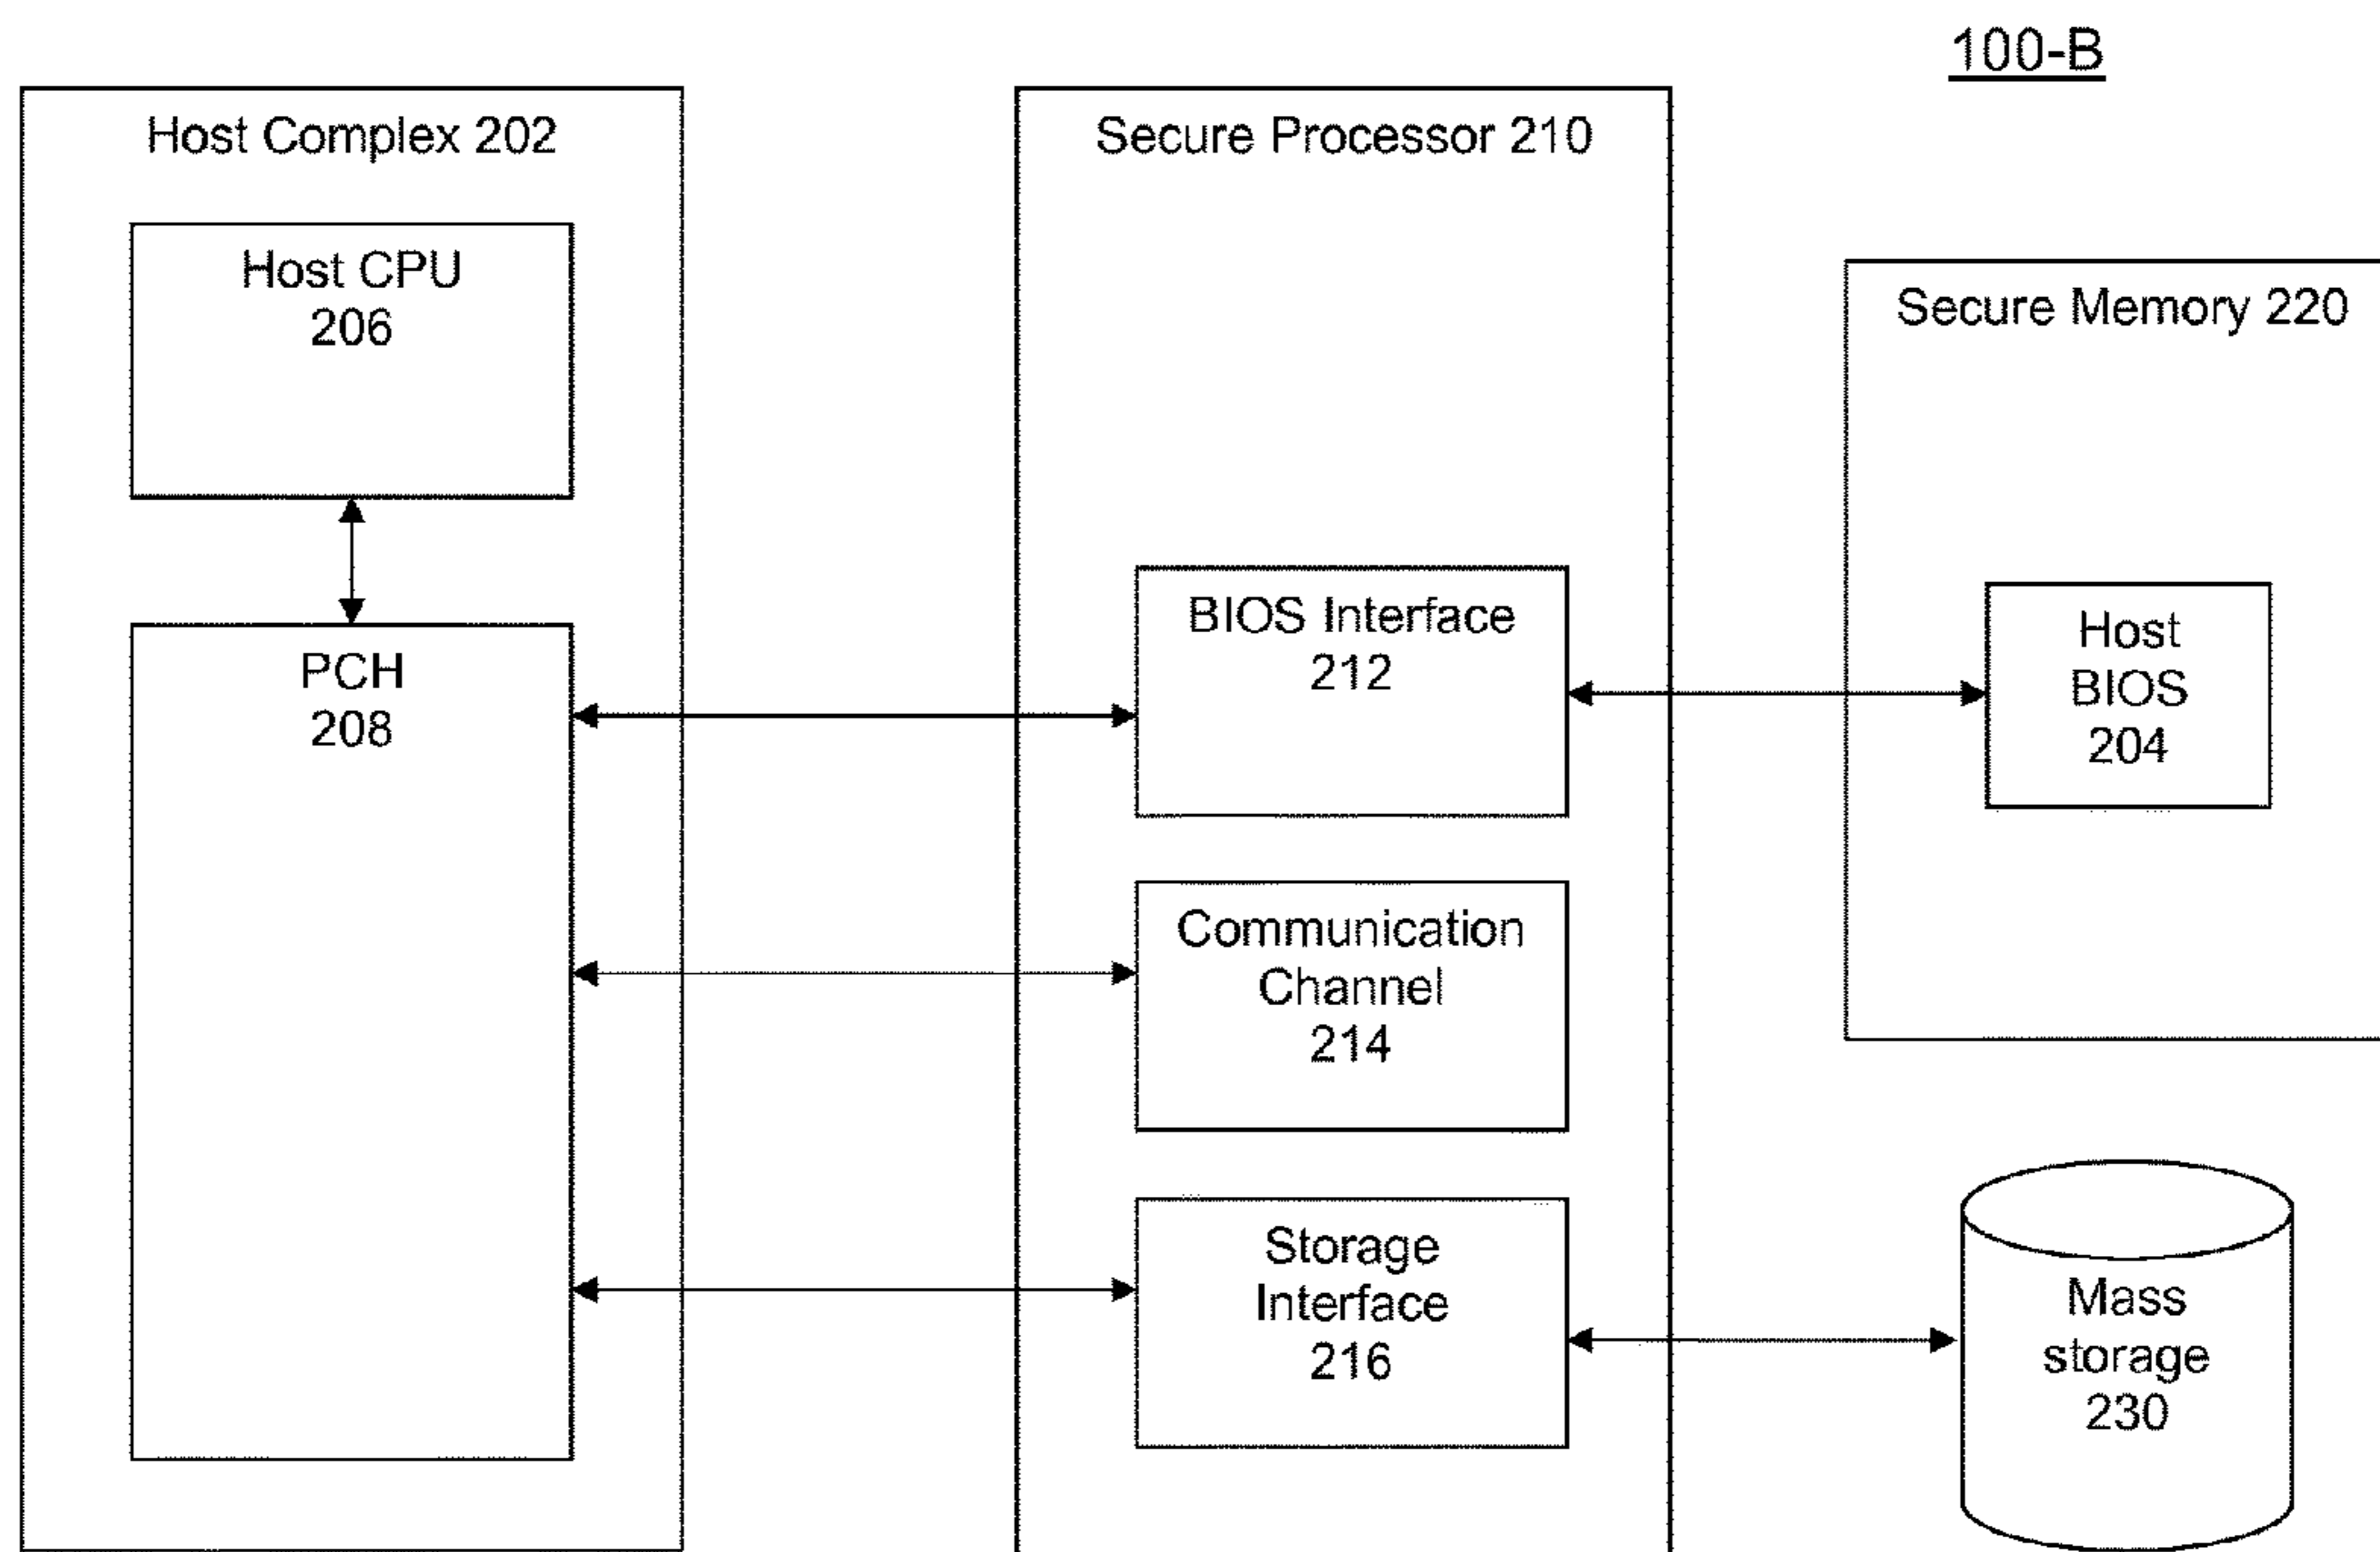 100-B
Host Complex 202
Host CPU
206
PCH
208
Secure Processor 210
BIOS Interface
212
Communication
Channel
214
Storage
Interface
216
Secure Memory 220
Host
BIOS
204
Mass
storage
230